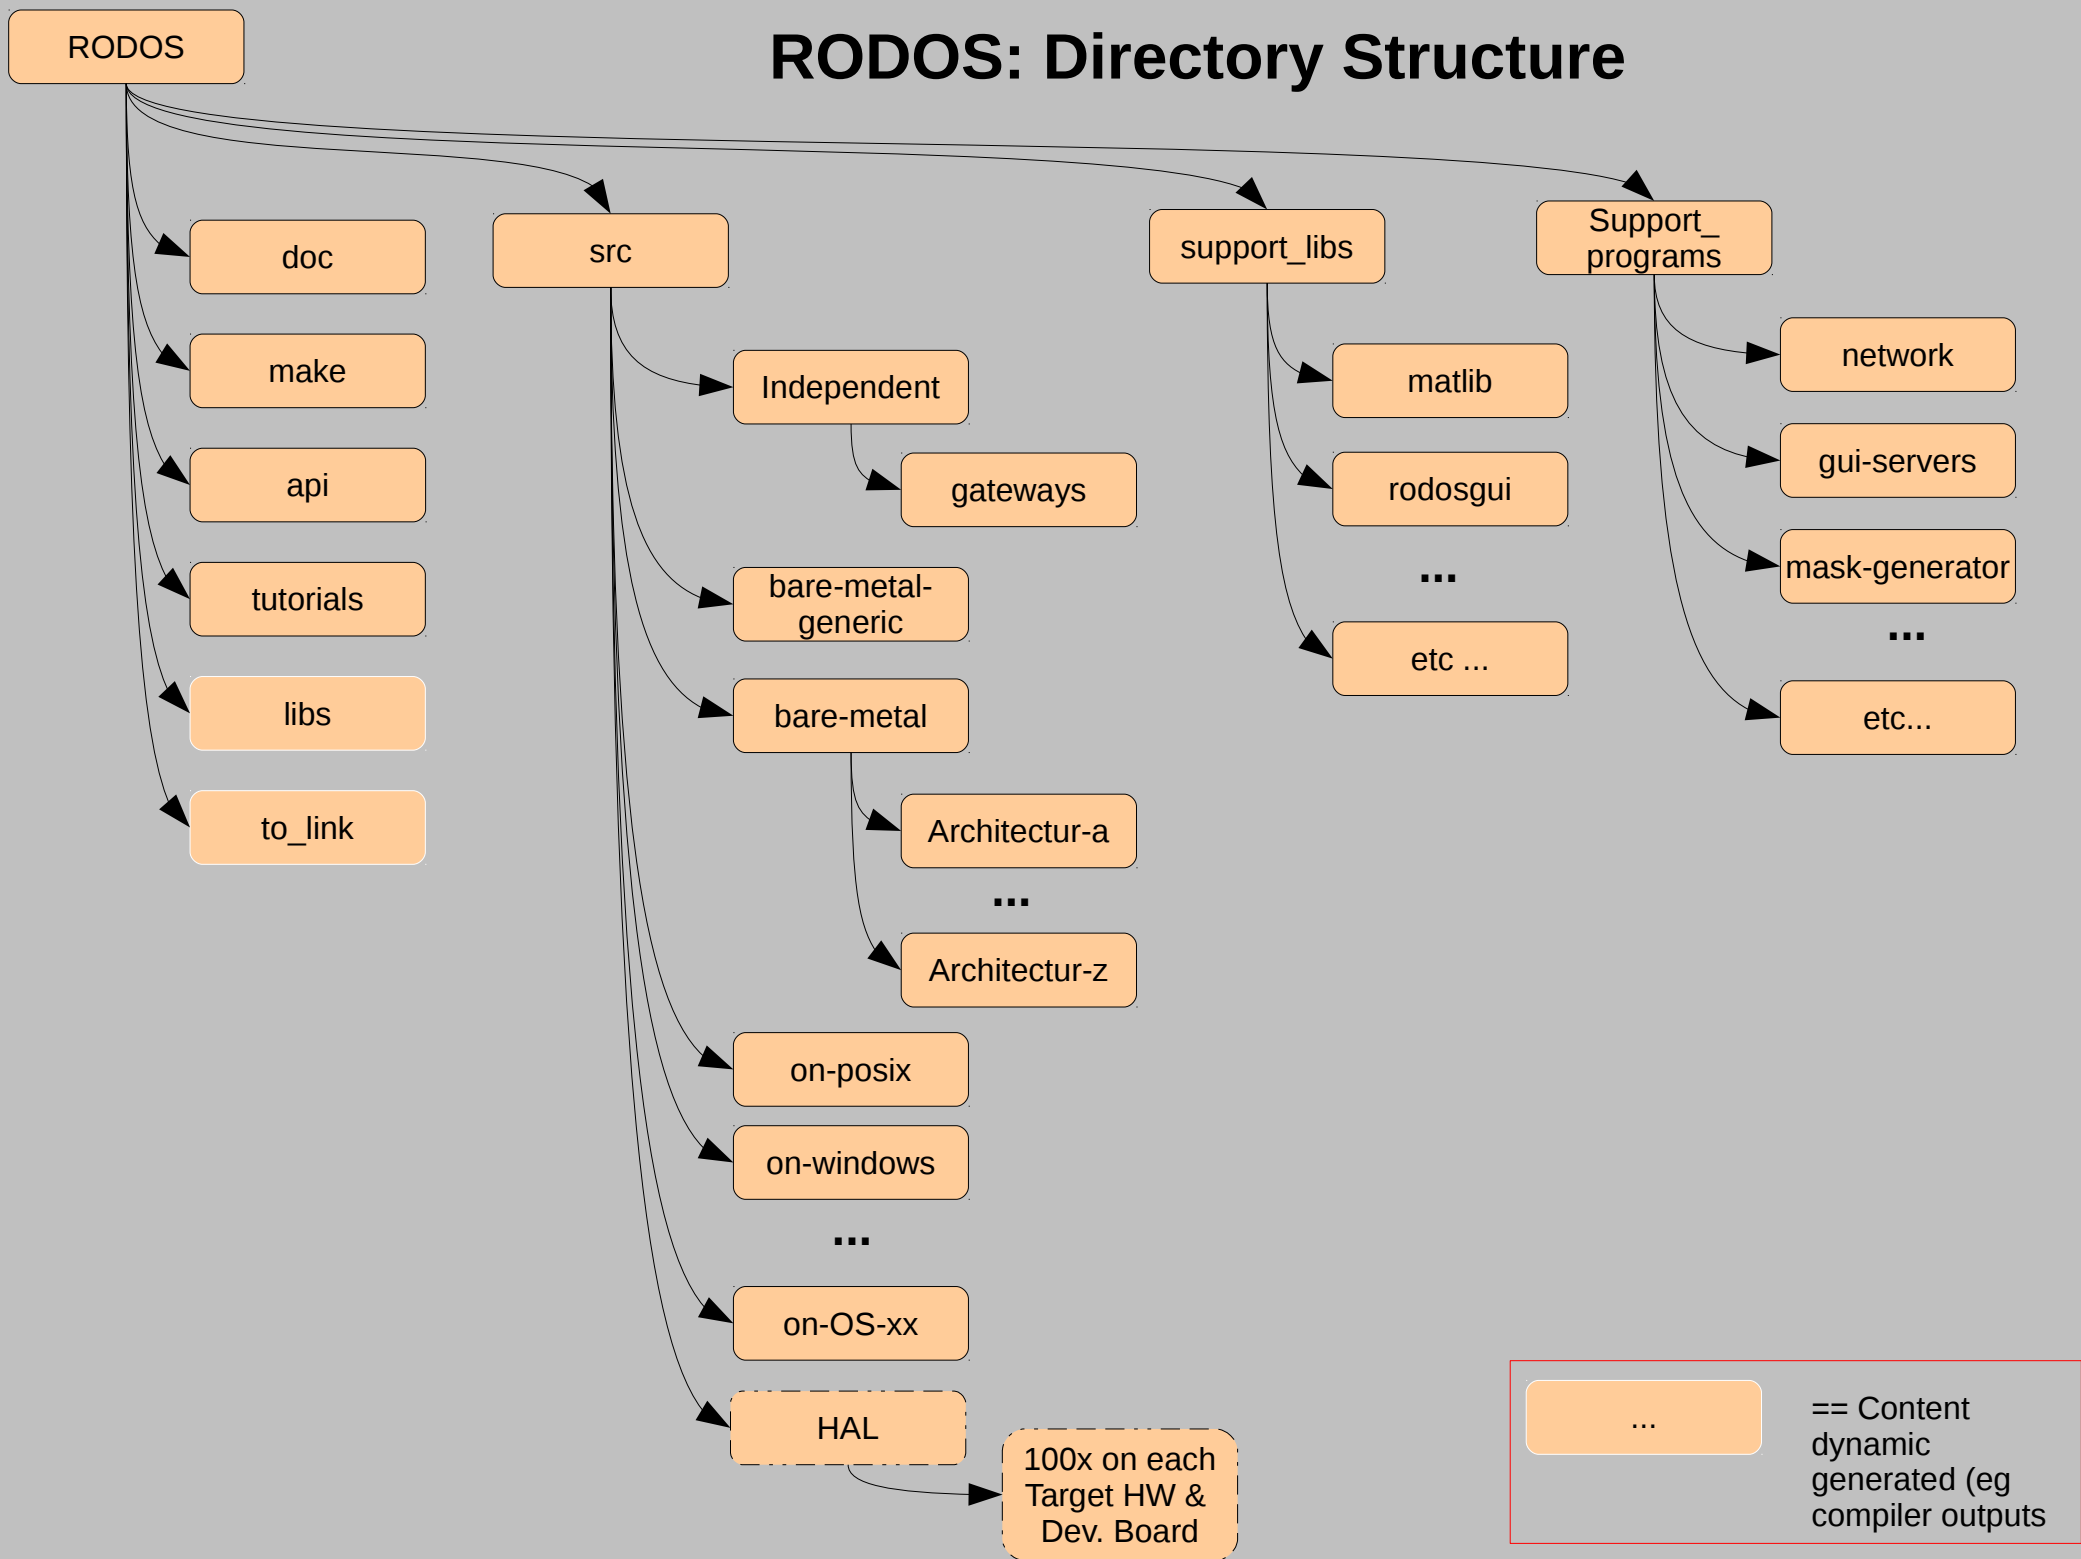 RODOS
RODOS: Directory Structure
doc
make
api
tutorials
libs
to_link
src
Independent
gateways
bare-metal-
generic
bare-metal
Architectur-a
...
Architectur-z
on-posix
on-windows
...
on-OS-xx
HAL
100x on each
Target HW &
Dev. Board
support_libs
matlib
rodosgui
...
etc ...
Support_
programs
network
gui-servers
mask-generator
...
etc...
...
== Content
dynamic
generated (eg
compiler outputs